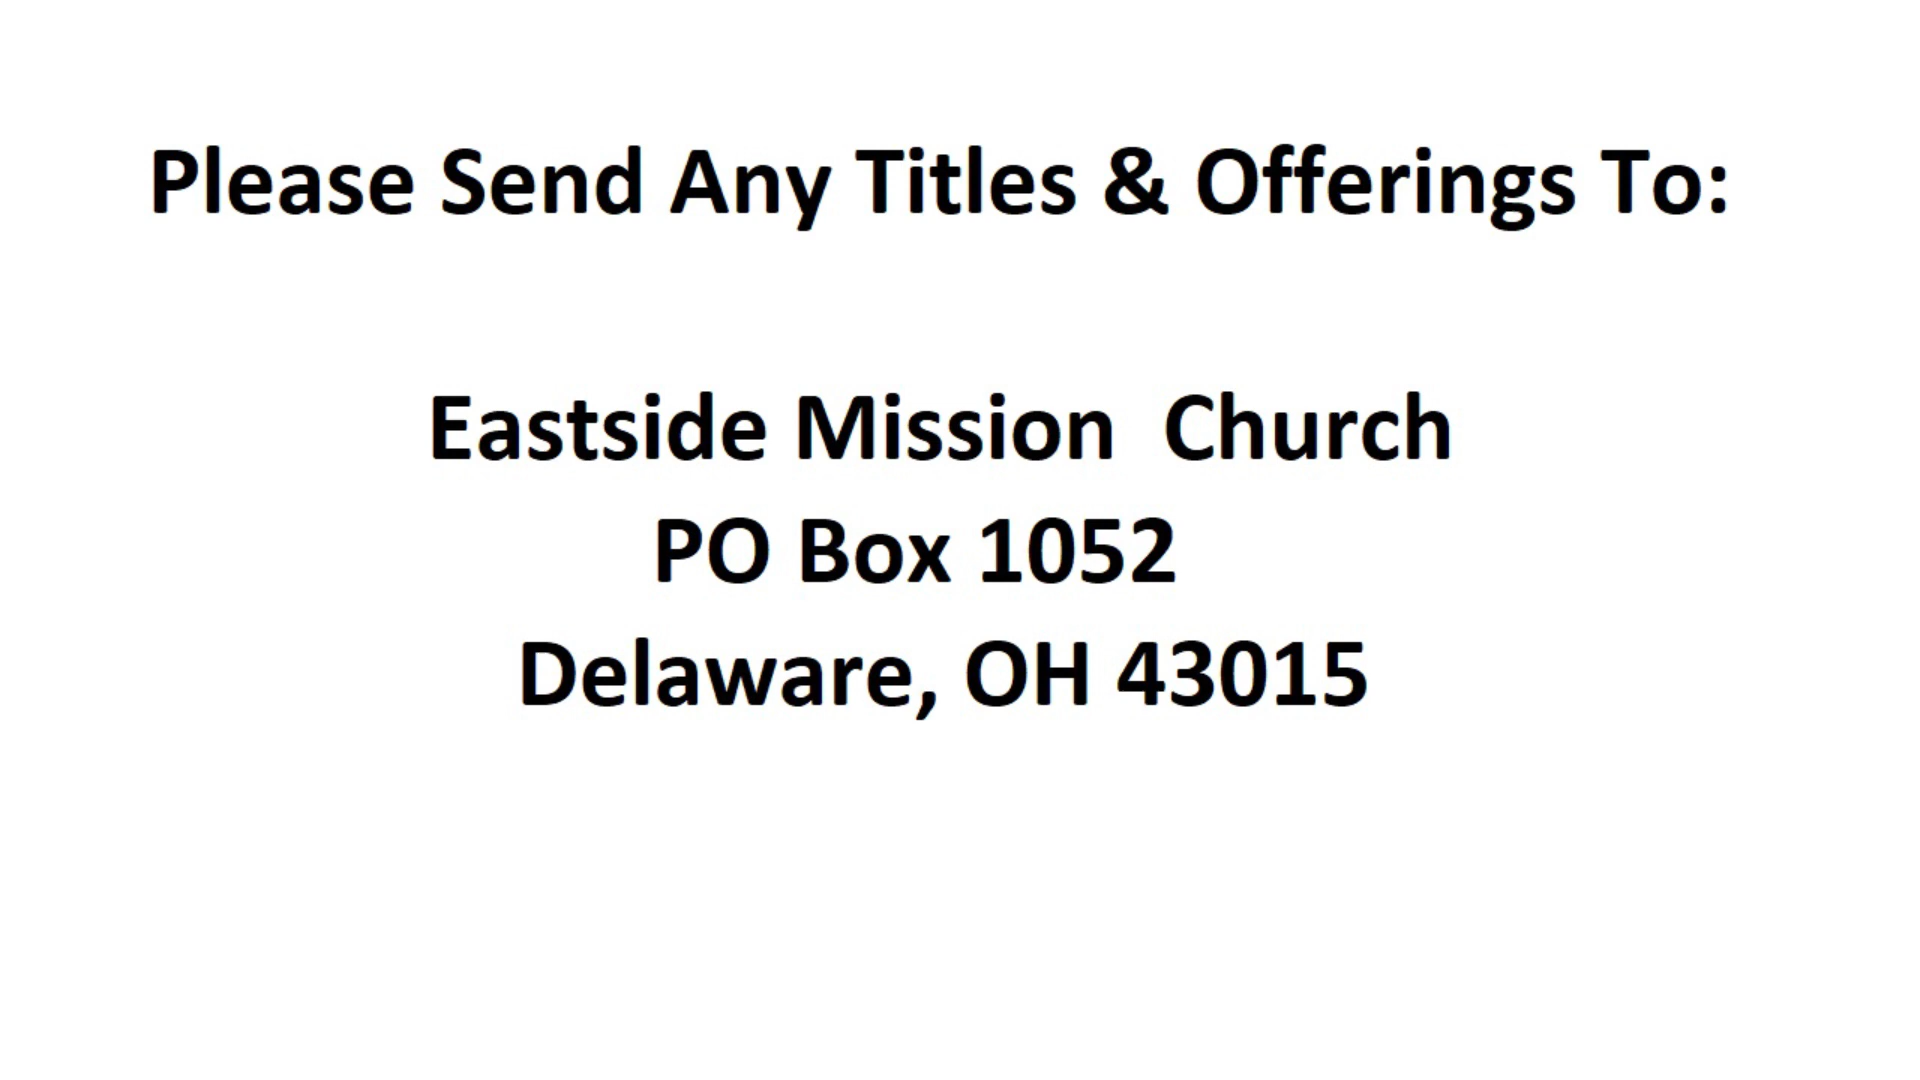 Please Send Any Titles & Offerings To:
Eastside Mission  Church
PO Box 1052
Delaware, OH 43015